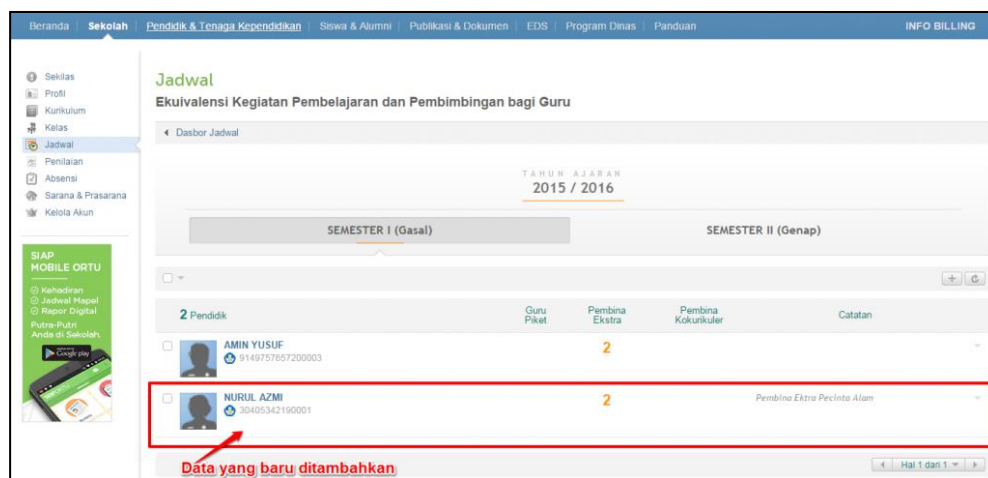 Beranda Sekolah Pendidik & Tenaga Kependidikan Siswa & Alumni Publikasi & Dokumen EDS Program Dinas Panduan INFO BILLING
Sekilas
Profil
Kurikulum
Kelas
Jadwal
Penilaian
Absensi
Sarana & Prasarana
Kelola Akun
SIAP
MOBILE ORTU
Kehadiran
Jadwal Mapel
Rapor Digital
Putra-Putri
Anda di Sekolah.
Google play
Jadwal
Ekuivalensi Kegiatan Pembelajaran dan Pembimbingan bagi Guru
Dasbor Jadwal
TAHUN AJARAN
2015 / 2016
SEMESTER I (Gasal) SEMESTER II (Genap)
2 Pendidik Guru Piket Pembina Ekstra Pembina Kokurikuler Catatan
AMIN YUSUF 2
9149757657200003
NURUL AZMI 2 Pembina Ektra Pecinta Alam
30405342190001
Data yang baru ditambahkan
Hal 1 dari 1